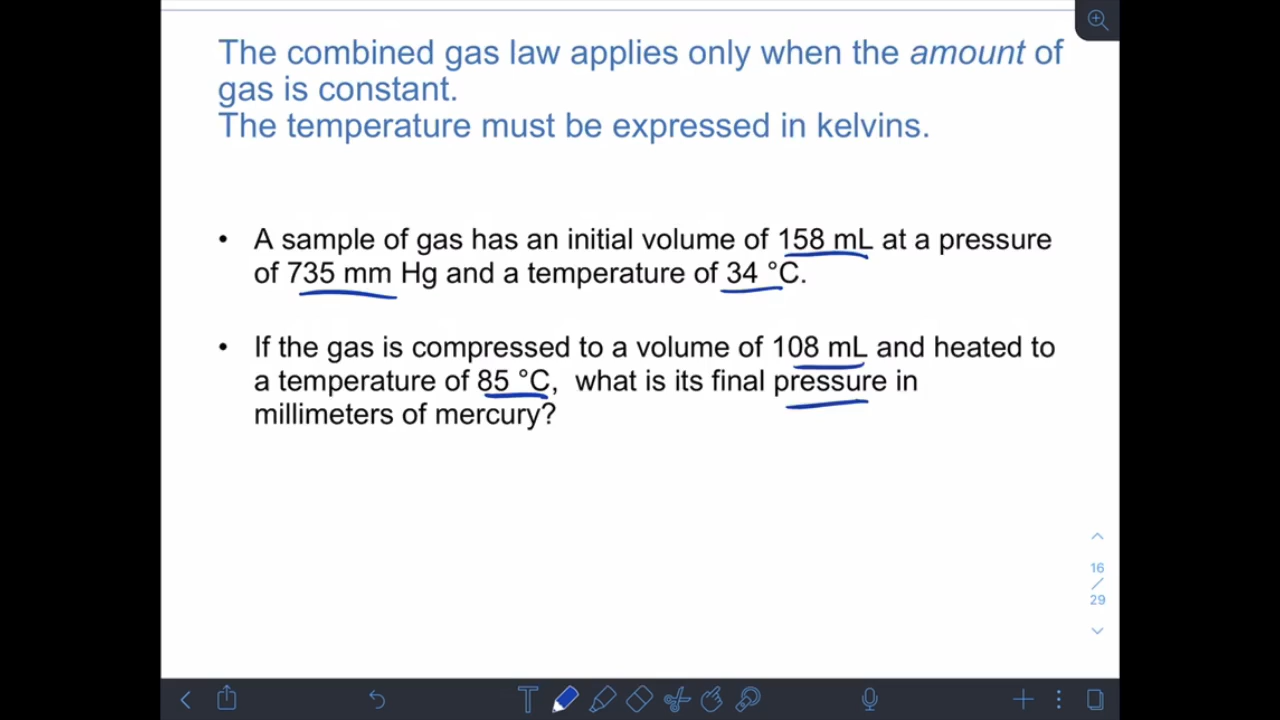 The combined gas law applies only when the amount of
gas is constant.
The temperature must be expressed in kelvins.
• A sample of gas has an initial volume of 158 mL at a pressure
of 735 mm Hg and a temperature of 34 °C.
• If the gas is compressed to a volume of 108 mL and heated to
a temperature of 85 °C, what is its final pressure in
millimeters of mercury?
16
/
29
T